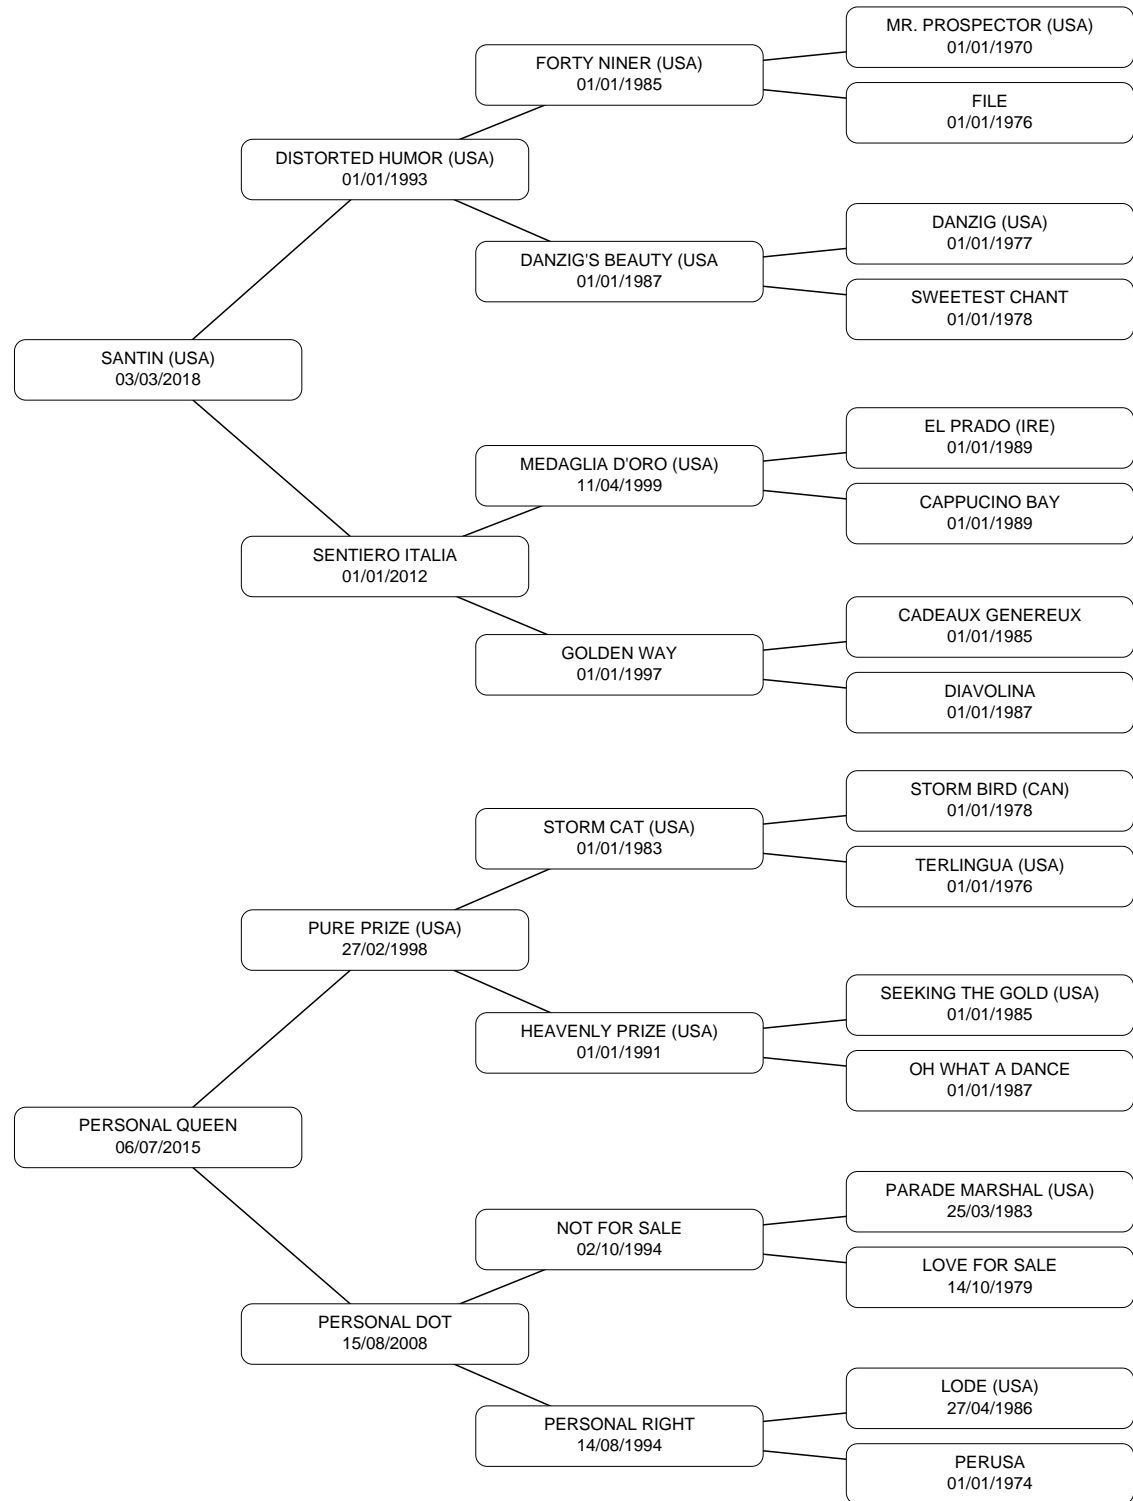 MR. PROSPECTOR (USA)
01/01/1970
FORTY NINER (USA)
01/01/1985
FILE
01/01/1976
DISTORTED HUMOR (USA)
01/01/1993
DANZIG (USA)
01/01/1977
DANZIG'S BEAUTY (USA
01/01/1987
SWEETEST CHANT
01/01/1978
SANTIN (USA)
03/03/2018
EL PRADO (IRE)
01/01/1989
MEDAGLIA D'ORO (USA)
11/04/1999
CAPPUCINO BAY
01/01/1989
SENTIERO ITALIA
01/01/2012
CADEAUX GENEREUX
01/01/1985
GOLDEN WAY
01/01/1997
DIAVOLINA
01/01/1987
STORM BIRD (CAN)
01/01/1978
STORM CAT (USA)
01/01/1983
TERLINGUA (USA)
01/01/1976
PURE PRIZE (USA)
27/02/1998
SEEKING THE GOLD (USA)
01/01/1985
HEAVENLY PRIZE (USA)
01/01/1991
OH WHAT A DANCE
01/01/1987
PERSONAL QUEEN
06/07/2015
PARADE MARSHAL (USA)
25/03/1983
NOT FOR SALE
02/10/1994
LOVE FOR SALE
14/10/1979
PERSONAL DOT
15/08/2008
LODE (USA)
27/04/1986
PERSONAL RIGHT
14/08/1994
PERUSA
01/01/1974